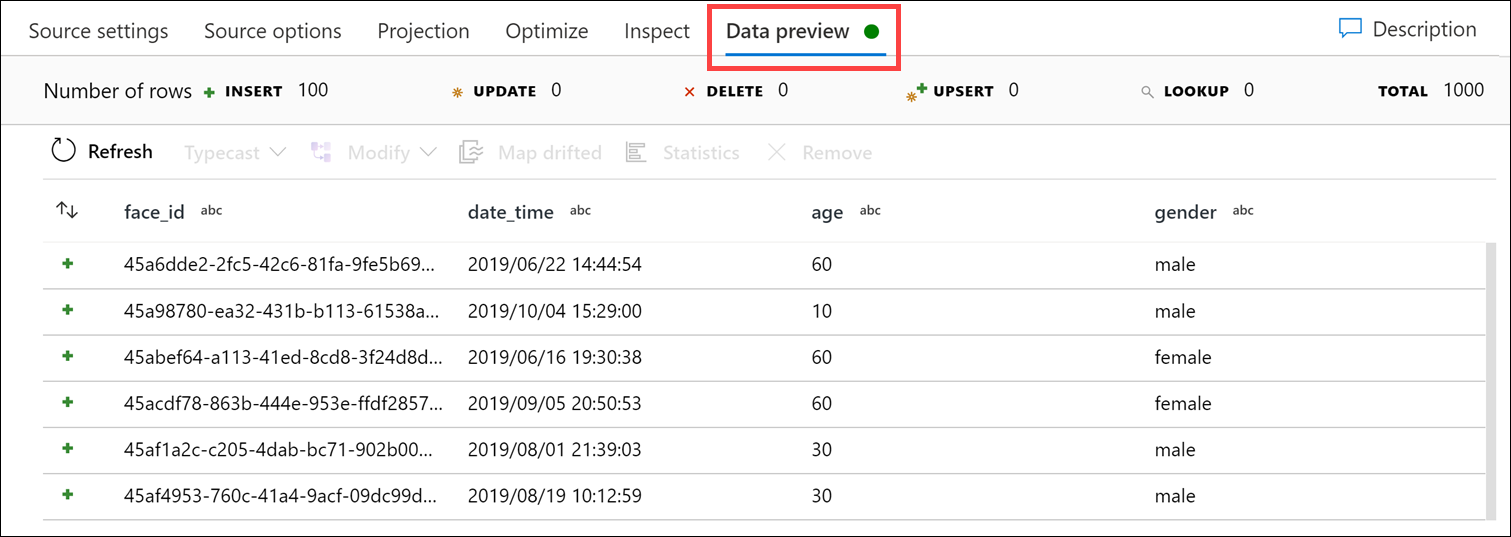 Source settings Source options Projection Optimize Inspect Data preview Description
Number of rows INSERT 100 UPDATE 0 DELETE 0 UPSERT 0 LOOKUP 0 TOTAL 1000
Refresh Typecast Modify Map drifted Statistics Remove
face_id abc date_time abc age abc gender abc
45a6dde2-2fc5-42c6-81fa-9fe5b69... 2019/06/22 14:44:54 60 male
45a98780-ea32-431b-b113-61538a... 2019/10/04 15:29:00 10 male
45abef64-a113-41ed-8cd8-3f24d8d... 2019/06/16 19:30:38 60 female
45acdf78-863b-444e-953e-ffdf2857... 2019/09/05 20:50:53 60 female
45af1a2c-c205-4dab-bc71-902b00... 2019/08/01 21:39:03 30 male
45af4953-760c-41a4-9acf-09dc99d... 2019/08/19 10:12:59 30 male